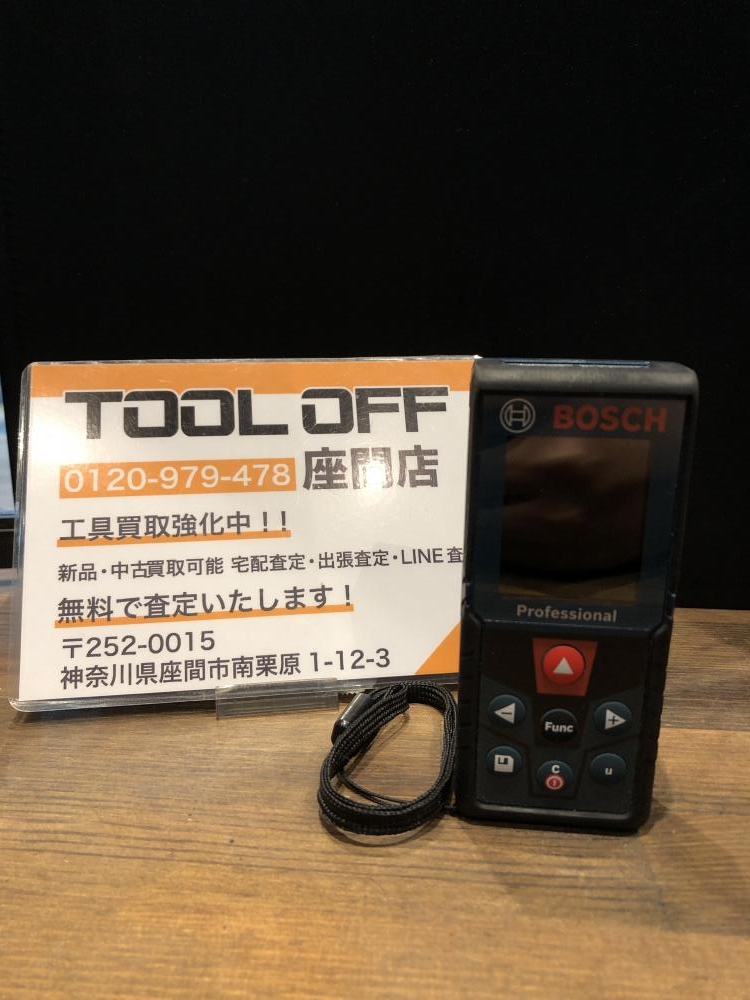 TOOL OFF
0120-979-478 座間店
工具買取強化中！！
新品・中古買取可能 宅配査定・出張査定・LINE査
無料で査定いたします！
〒252-0015
神奈川県座間市南栗原 1-12-3
BOSCH
Professional
Func
C
u